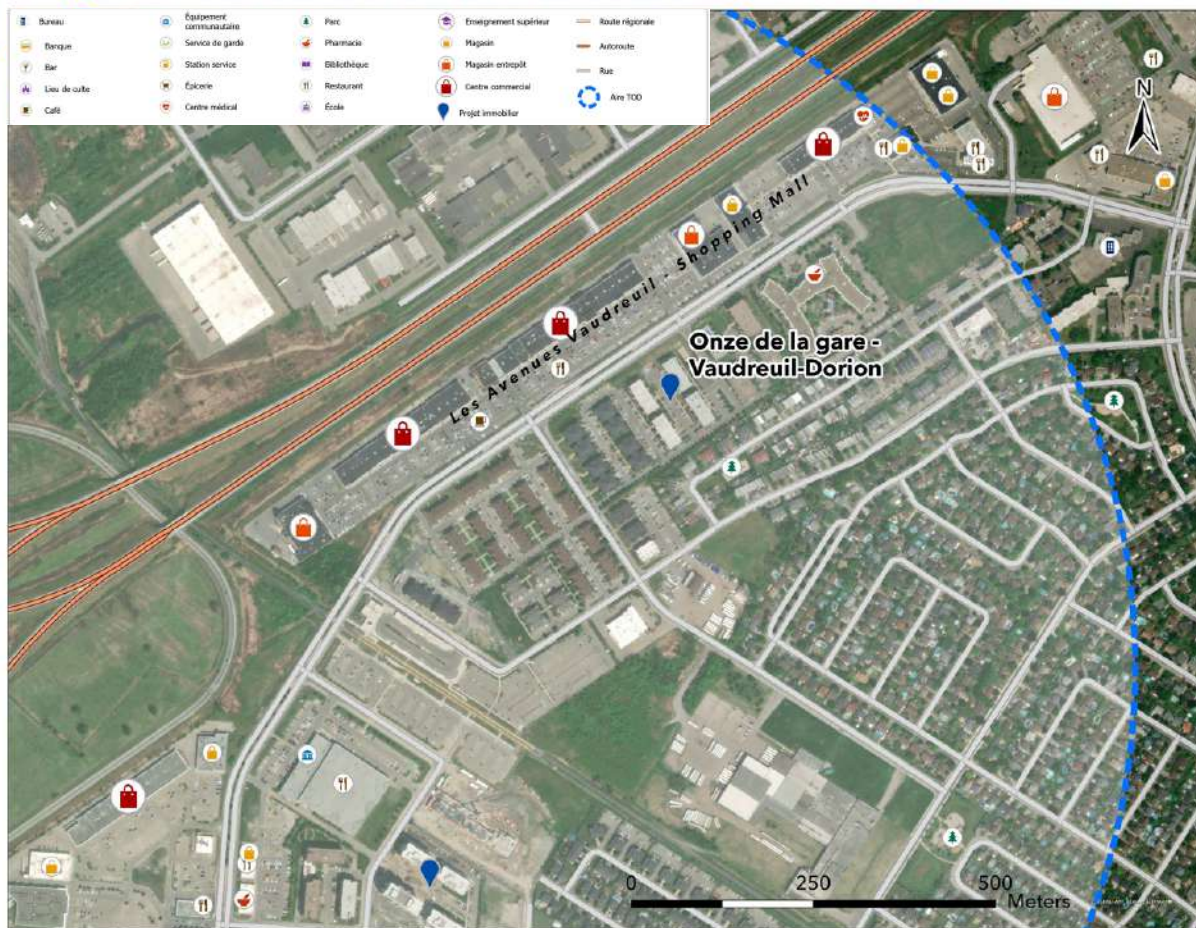 Bureau
Banque
Bar
Lieu de culte
Café
Équipement
communautaire
Service de garde
Station service
Épicerie
Centre médical
Parc
Pharmacie
Bibliothèque
Restaurant
École
Enseignement supérieur
Magasin
Magasin entrepôt
Centre commercial
Projet immobilier
Route régionale
Autoroute
Rue
Aire TOD
N
Les Avenues Vaudreuil - Shopping Mall
Onze de la gare -
Vaudreuil-Dorion
0 250 500
Meters